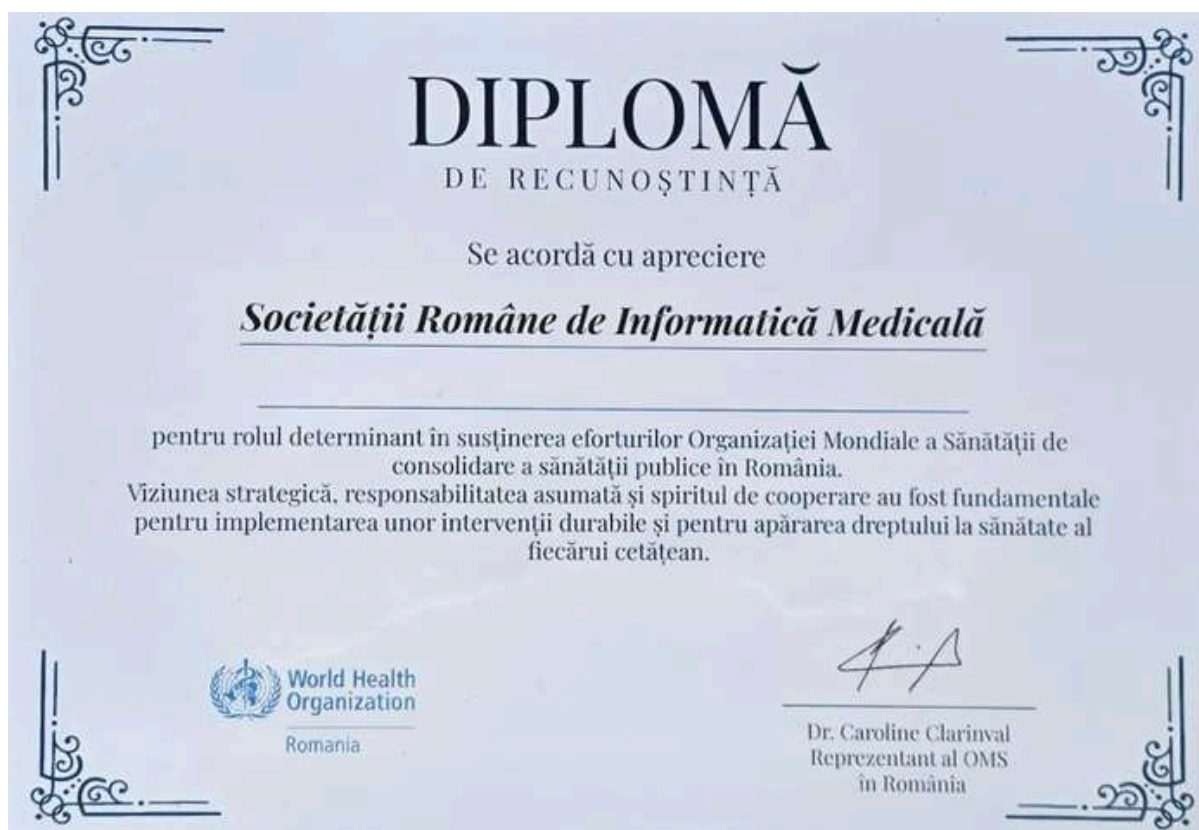 DIPLOMĂ
DE RECUNOȘTINȚĂ
Se acordă cu apreciere
Societății Române de Informatică Medicală
pentru rolul determinant în susținerea eforturilor Organizației Mondiale a Sănătății de
consolidare a sănătății publice în România.
Viziunea strategică, responsabilitatea asumată și spiritul de cooperare au fost fundamentale
pentru implementarea unor intervenții durabile și pentru apărarea dreptului la sănătate al
fiecărui cetățean.
World Health
Organization
Romania
Dr. Caroline Clarinval
Reprezentant al OMS
în România